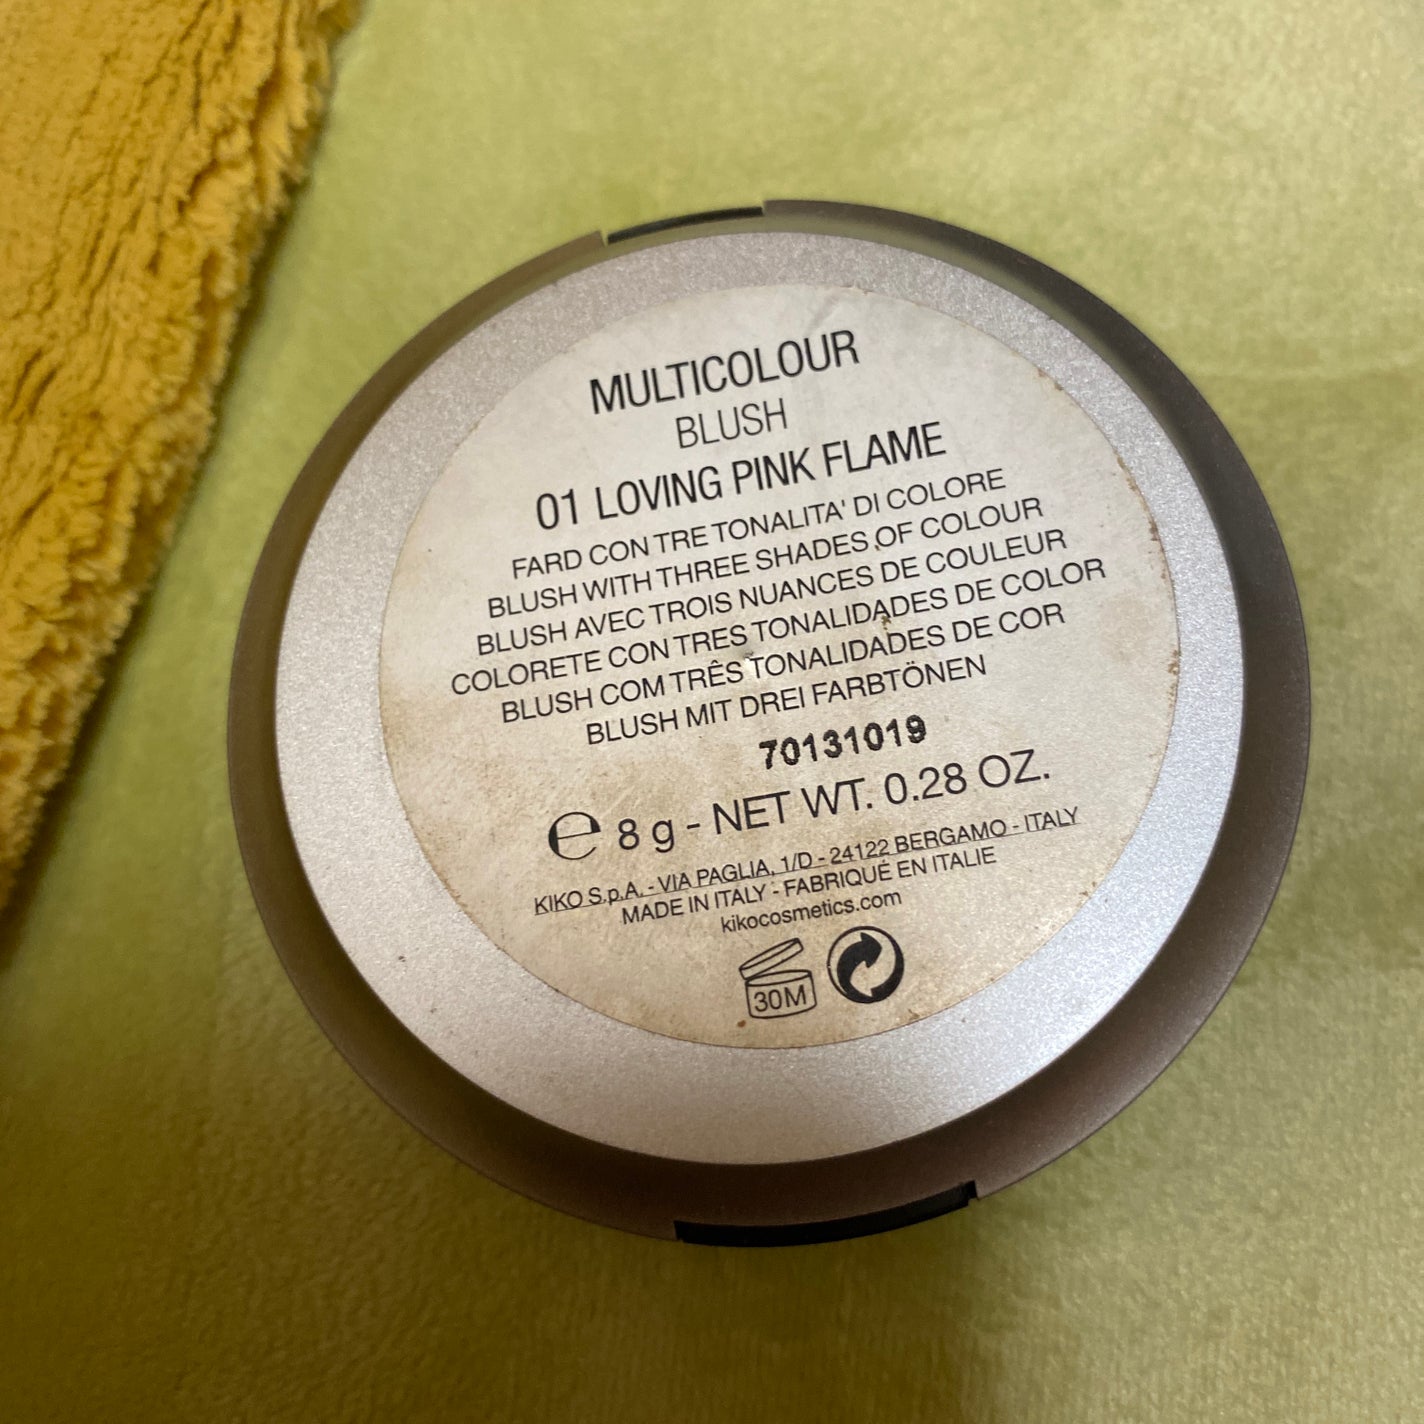 MULTICOLOUR
BLUSH
01 LOVING PINK FLAME
FARD CON TRE TONALITA' DI COLORE
BLUSH WITH THREE SHADES OF COLOUR
BLUSH AVEC TROIS NUANCES DE COULEUR
COLORETE CON TRES TONALIDADES DE COLOR
BLUSH COM TRÊS TONALIDADES DE COR
BLUSH MIT DREI FARBTÖNEN
70131019
℮ 8 g - NET WT. 0.28 OZ.
KIKO S.p.A. - VIA PAGLIA, 1/D - 24122 BERGAMO - ITALY
MADE IN ITALY - FABRIQUÉ EN ITALIE
kikocosmetics.com
30M